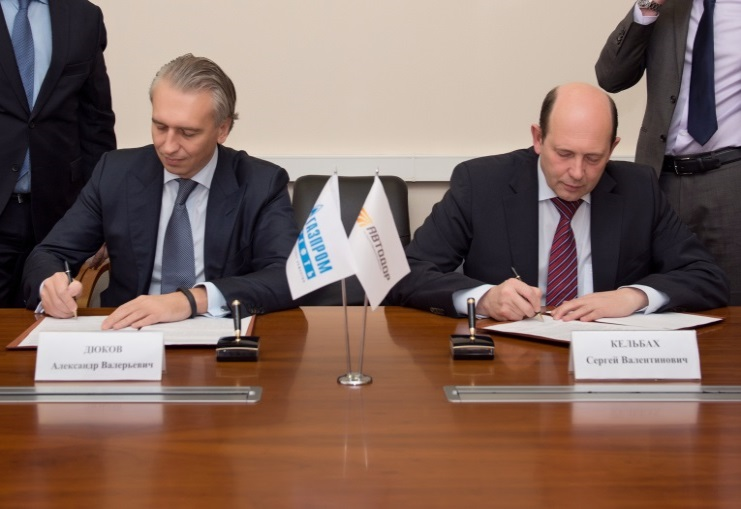 ГАЗПРОМ
АВТОДОР
ДЮКОВ
Александр Валерьевич
КЕЛЬБАХ
Сергей Валентинович